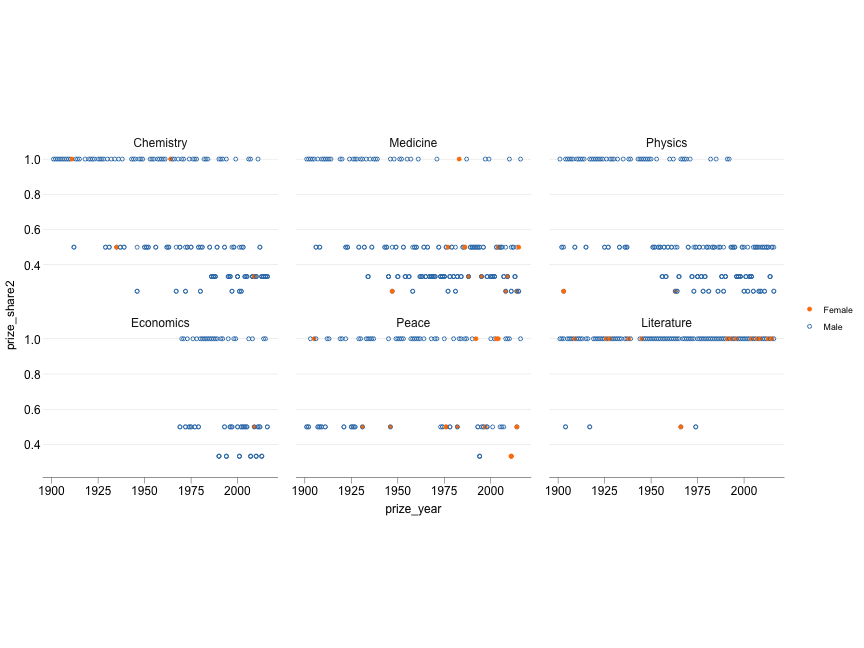 Chemistry Medicine Physics
1.0
0.8
0.6
0.4
prize_share2
Economics Peace Literature
1.0
0.8
0.6
0.4
1900 1925 1950 1975 2000 1900 1925 1950 1975 2000 1900 1925 1950 1975 2000
prize_year
Female
Male